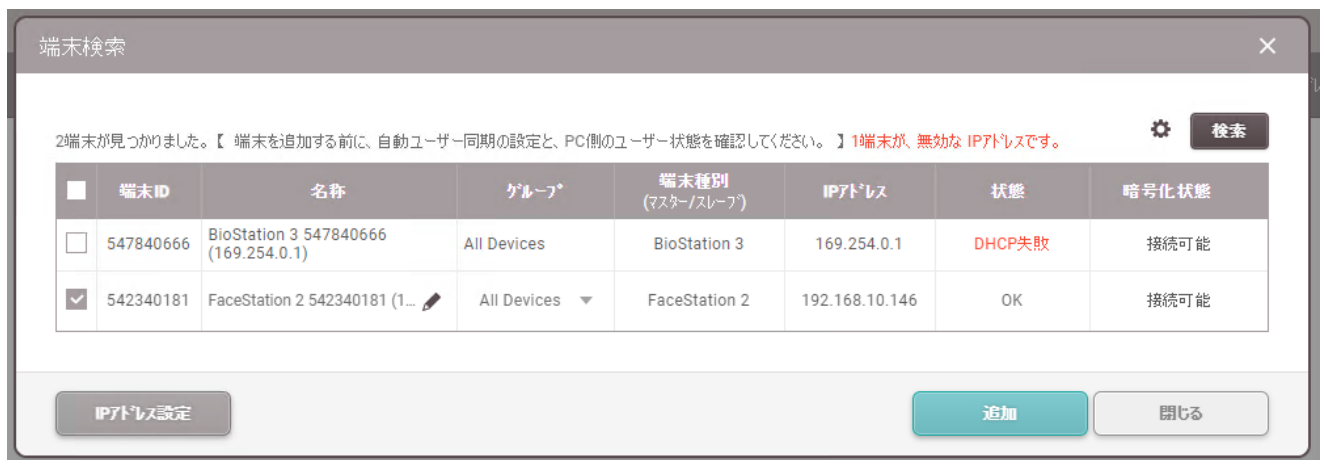 端末検索
2端末が見つかりました。【 端末を追加する前に、自動ユーザー同期の設定と、PC側のユーザー状態を確認してください。 】1端末が、無効な IPアドレスです。
検索
端末ID 名称 グループ 端末種別 (マスター/スレーブ) IPアドレス 状態 暗号化状態
547840666 BioStation 3 547840666 (169.254.0.1) All Devices BioStation 3 169.254.0.1 DHCP失敗 接続可能
542340181 FaceStation 2 542340181 (1... All Devices FaceStation 2 192.168.10.146 OK 接続可能
IPアドレス設定 追加 閉じる